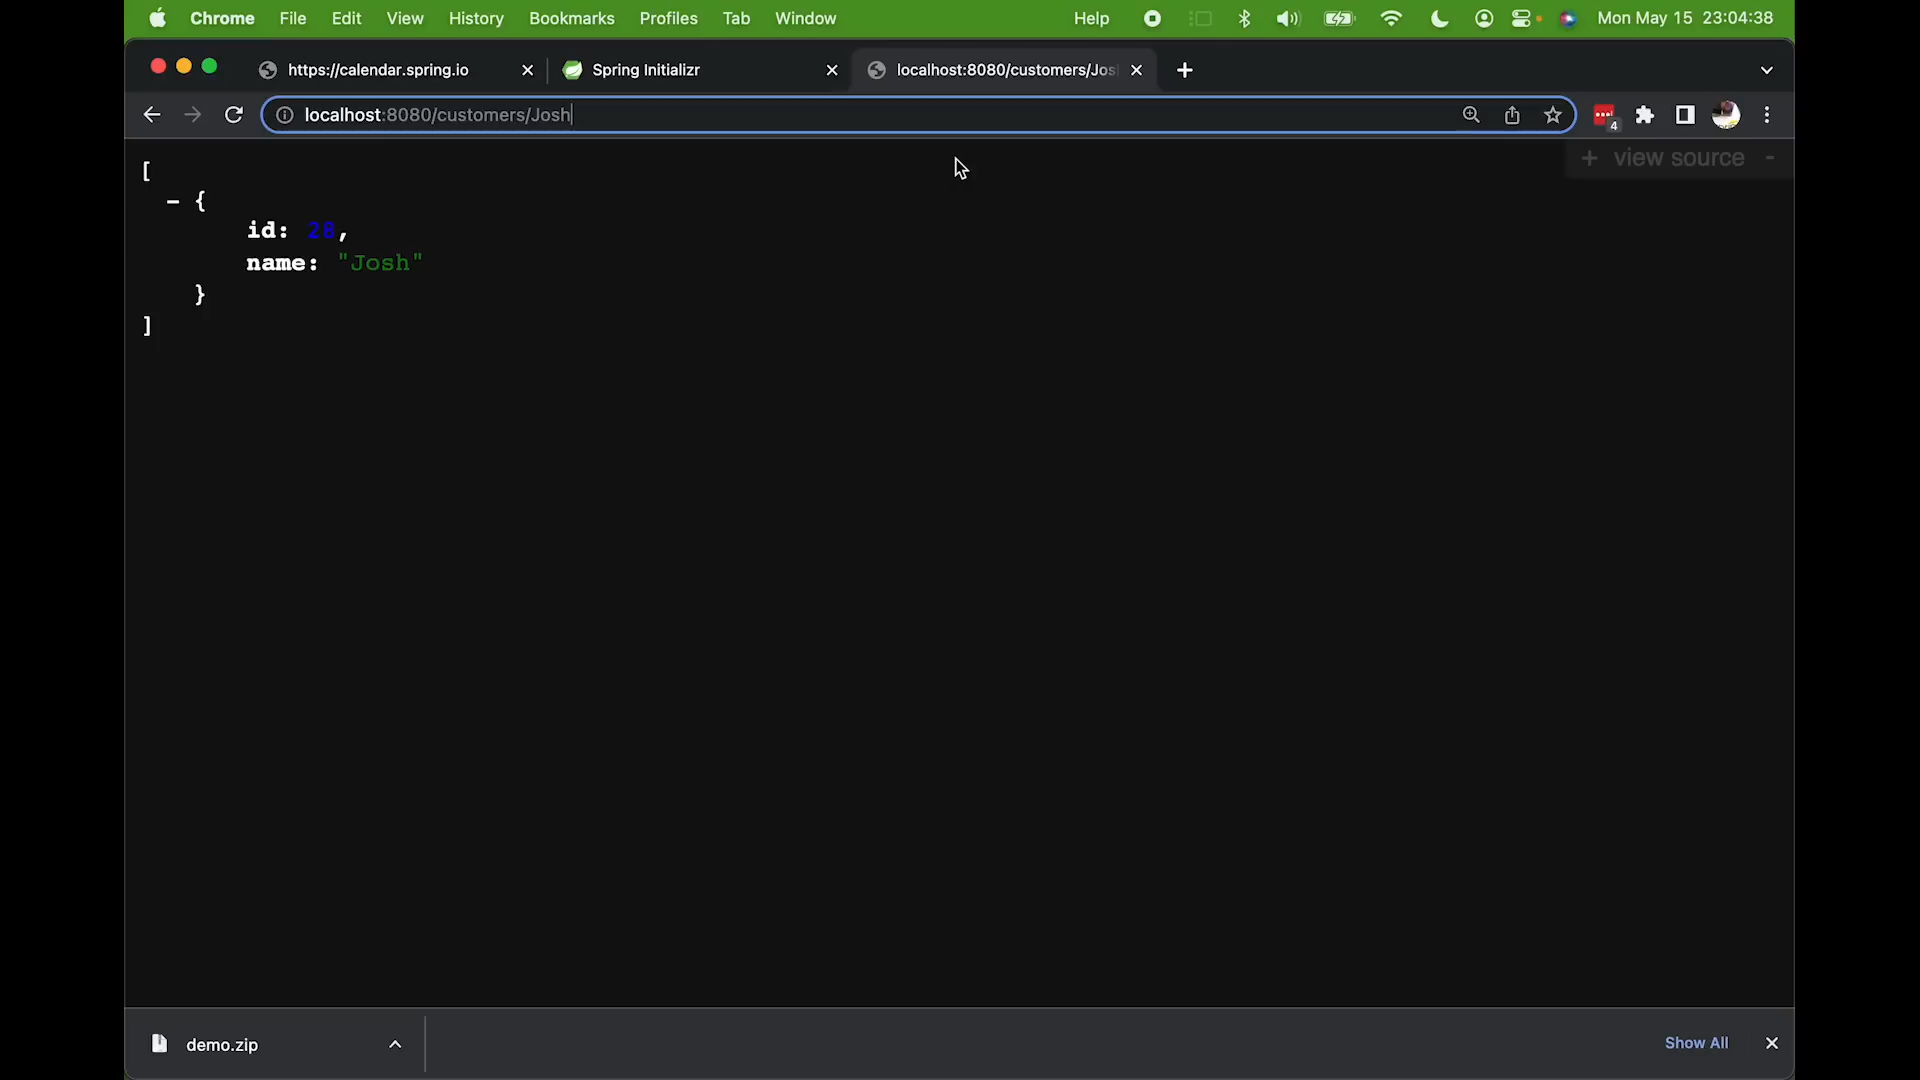 Chrome File Edit View History Bookmarks Profiles Tab Window Help Mon May 15 23:04:38
https://calendar.spring.io Spring Initializr localhost:8080/customers/Jos
localhost:8080/customers/Josh 4
+ view source -
[
- {
id: 28,
name: "Josh"
}
]
demo.zip Show All